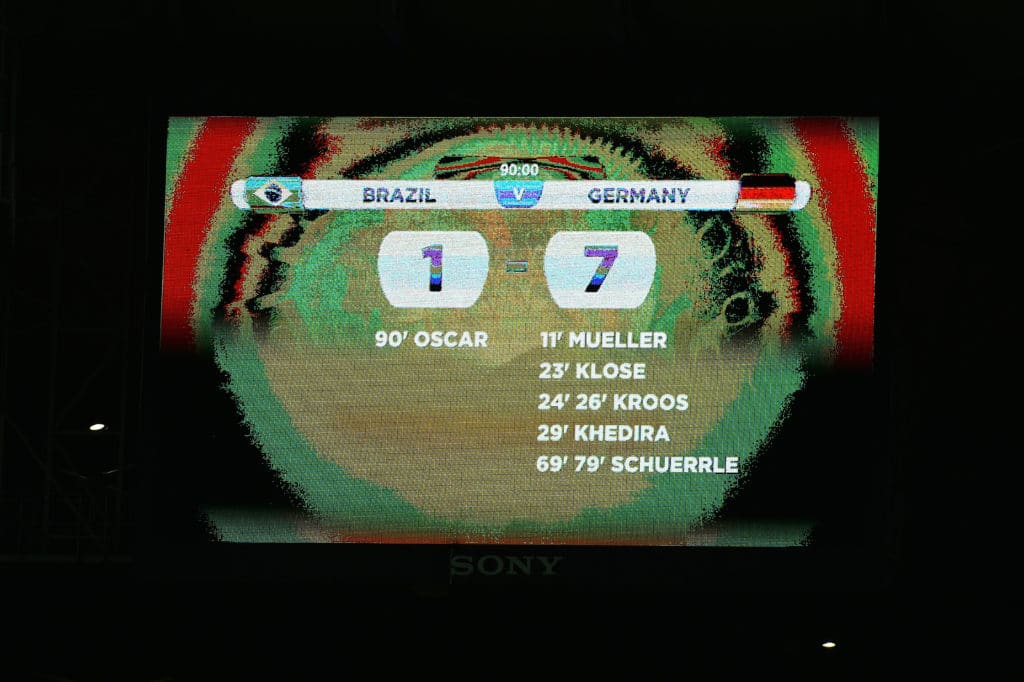 90:00
BRAZIL V GERMANY
1 - 7
90' OSCAR 11' MUELLER
23' KLOSE
24' 26' KROOS
29' KHEDIRA
69' 79' SCHUERRLE
SONY